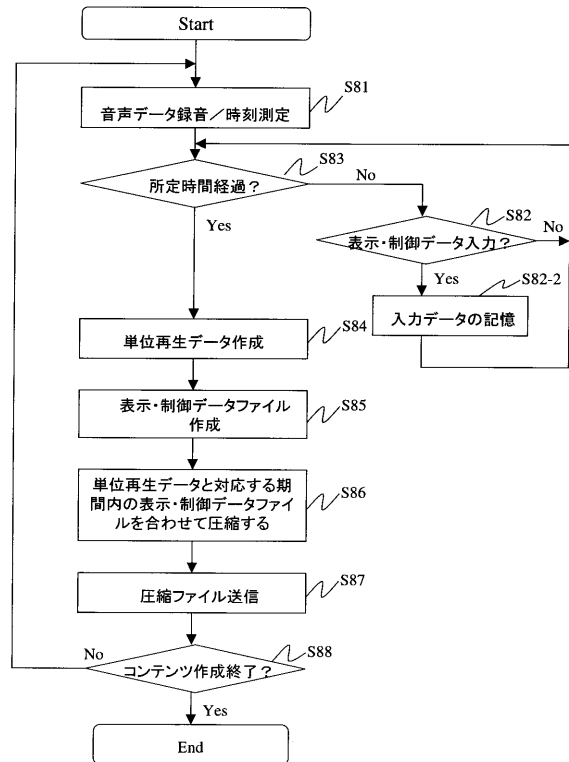 Start
S81
音声データ録音／時刻測定
S83
所定時間経過？
No
Yes
S82
表示・制御データ入力？
No
Yes
S82-2
入力データの記憶
S84
単位再生データ作成
S85
表示・制御データファイル
作成
単位再生データと対応する期
間内の表示・制御データファイ
ルを合わせて圧縮する
S86
S87
圧縮ファイル送信
No
S88
コンテンツ作成終了？
Yes
End